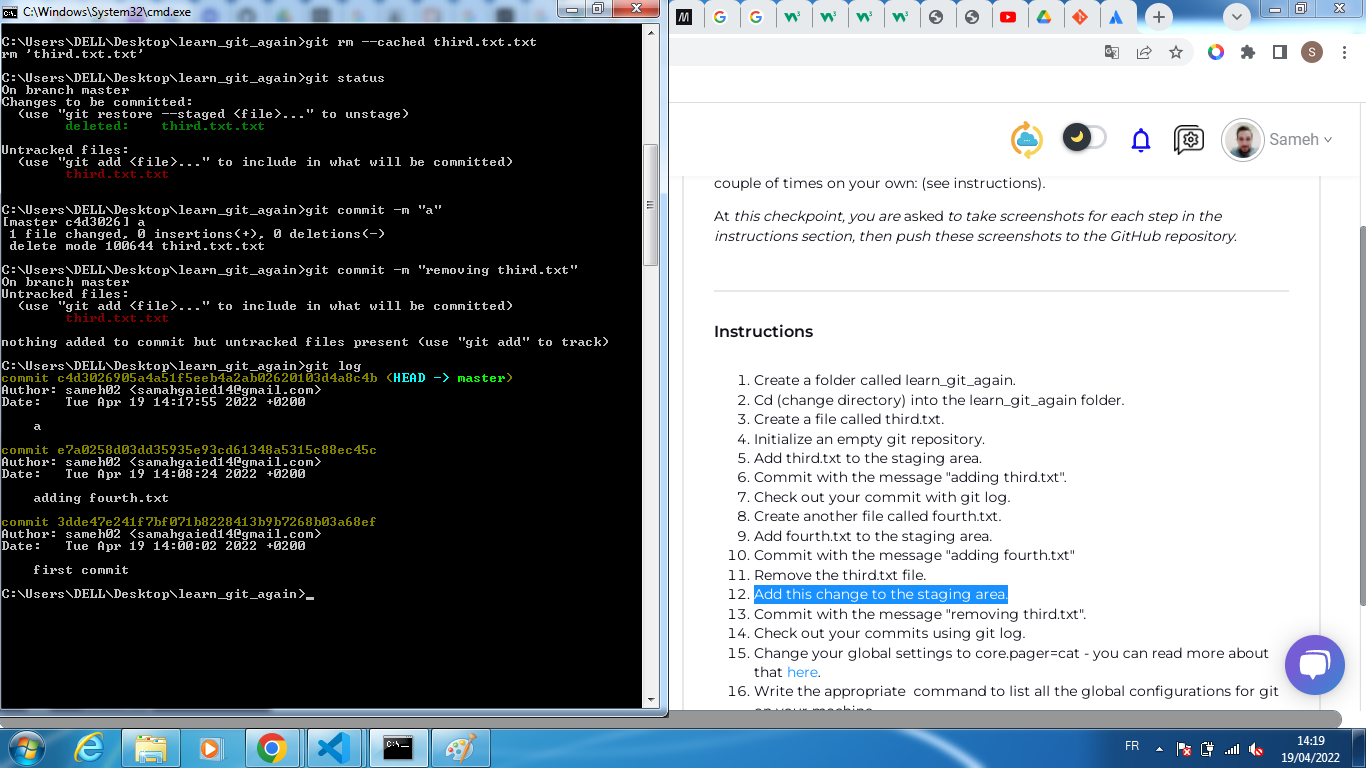 C:\Windows\System32\cmd.exe
C:\Users\DELL\Desktop\learn_git_again>git rm --cached third.txt.txt
rm 'third.txt.txt'
C:\Users\DELL\Desktop\learn_git_again>git status
On branch master
Changes to be committed:
(use "git restore --staged <file>..." to unstage)
deleted: third.txt.txt
Untracked files:
(use "git add <file>..." to include in what will be committed)
third.txt.txt
C:\Users\DELL\Desktop\learn_git_again>git commit -m "a"
[master c4d3026] a
1 file changed, 0 insertions(+), 0 deletions(-)
delete mode 100644 third.txt.txt
C:\Users\DELL\Desktop\learn_git_again>git commit -m "removing third.txt"
On branch master
Untracked files:
(use "git add <file>..." to include in what will be committed)
third.txt.txt
nothing added to commit but untracked files present (use "git add" to track)
C:\Users\DELL\Desktop\learn_git_again>git log
commit c4d3026905a4a51f5eeb4a2ab02620103d4a8c4b (HEAD -> master)
Author: sameh02 <samahgaied14@gmail.com>
Date: Tue Apr 19 14:17:55 2022 +0200
a
commit e7a0258d03dd35935e93cd61348a5315c88ec45c
Author: sameh02 <samahgaied14@gmail.com>
Date: Tue Apr 19 14:08:24 2022 +0200
adding fourth.txt
commit 3dde47e241f7bf071b8228413b9b7268b03a68ef
Author: sameh02 <samahgaied14@gmail.com>
Date: Tue Apr 19 14:00:02 2022 +0200
first commit
C:\Users\DELL\Desktop\learn_git_again>_
S
Sameh
couple of times on your own: (see instructions).
At this checkpoint, you are asked to take screenshots for each step in the
instructions section, then push these screenshots to the GitHub repository.
Instructions
1. Create a folder called learn_git_again.
2. Cd (change directory) into the learn_git_again folder.
3. Create a file called third.txt.
4. Initialize an empty git repository.
5. Add third.txt to the staging area.
6. Commit with the message "adding third.txt".
7. Check out your commit with git log.
8. Create another file called fourth.txt.
9. Add fourth.txt to the staging area.
10. Commit with the message "adding fourth.txt"
11. Remove the third.txt file.
12. Add this change to the staging area.
13. Commit with the message "removing third.txt".
14. Check out your commits using git log.
15. Change your global settings to core.pager=cat - you can read more about
that here.
16. Write the appropriate command to list all the global configurations for git
on your machine.
FR
14:19
19/04/2022